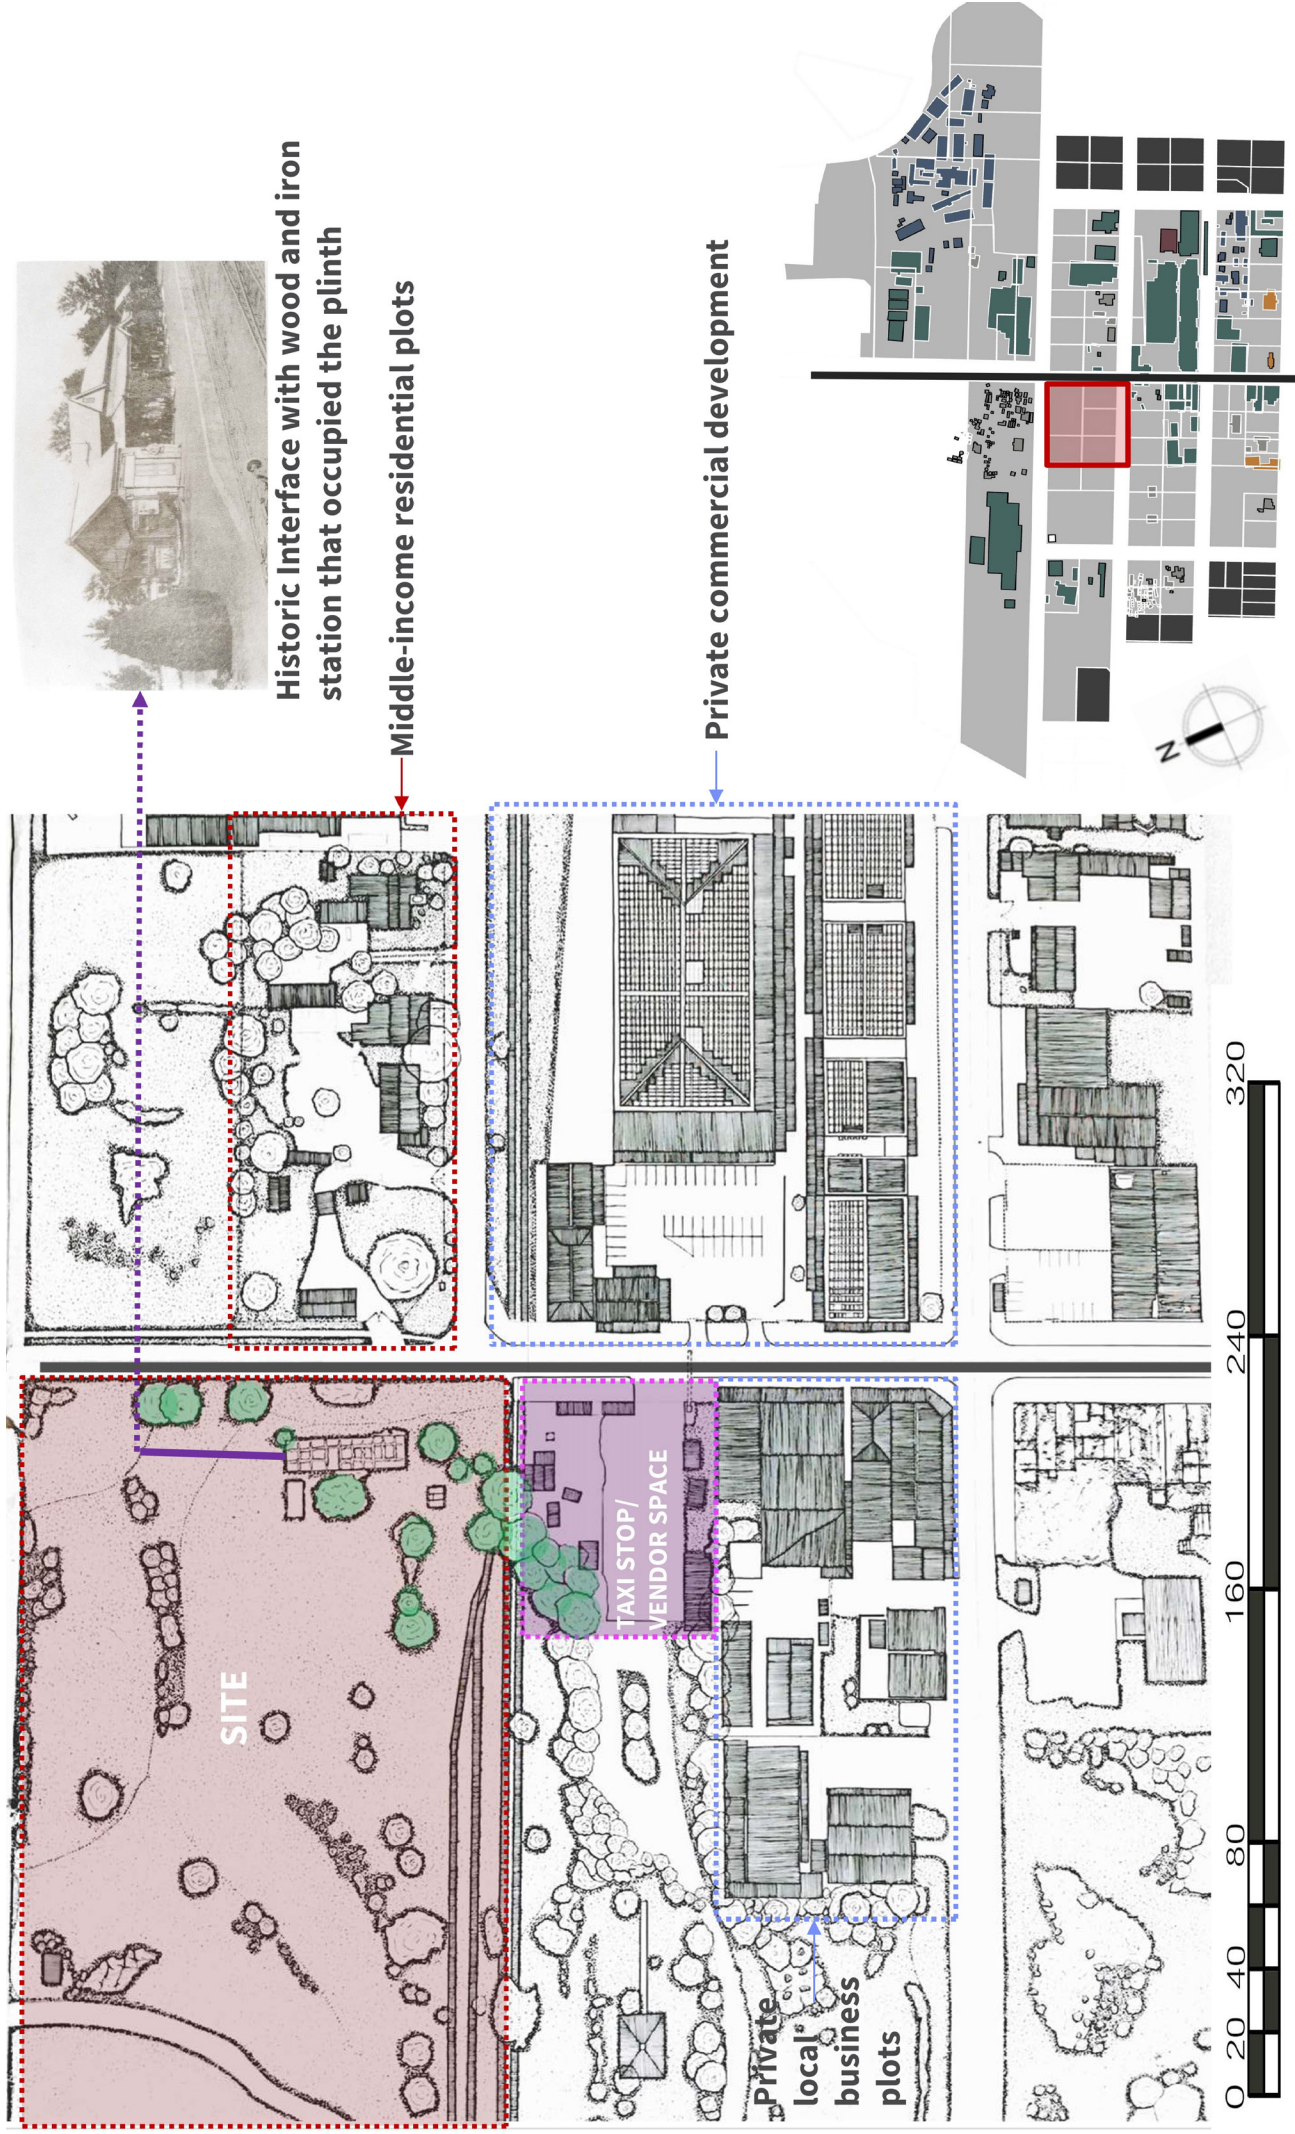 Historic Interface with wood and iron
station that occupied the plinth
Middle-income residential plots
Private commercial development
SITE
TAXI STOP/
VENDOR SPACE
Private
local
business
plots
N
0 20 40 80 160 240 320